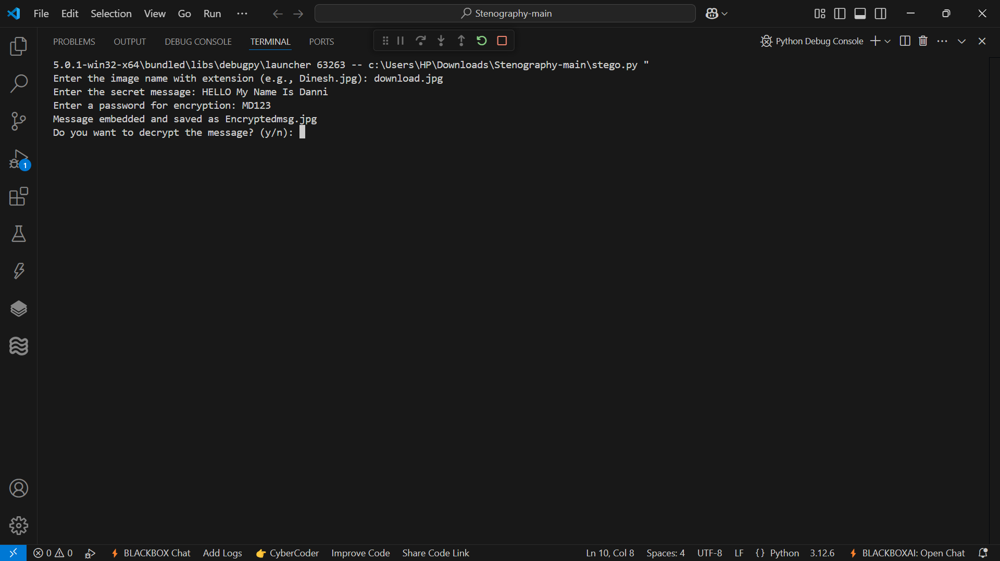 File Edit Selection View Go Run ··· Stenography-main
PROBLEMS OUTPUT DEBUG CONSOLE TERMINAL PORTS Python Debug Console
5.0.1-win32-x64\bundled\libs\debugpy\launcher 63263 -- c:\Users\HP\Downloads\Stenography-main\stego.py "
Enter the image name with extension (e.g., Dinesh.jpg): download.jpg
Enter the secret message: HELLO My Name Is Danni
Enter a password for encryption: MD123
Message embedded and saved as Encryptedmsg.jpg
Do you want to decrypt the message? (y/n):
1
0 0 BLACKBOX Chat Add Logs 👉 CyberCoder Improve Code Share Code Link Ln 10, Col 8 Spaces: 4 UTF-8 LF {} Python 3.12.6 BLACKBOXAI: Open Chat